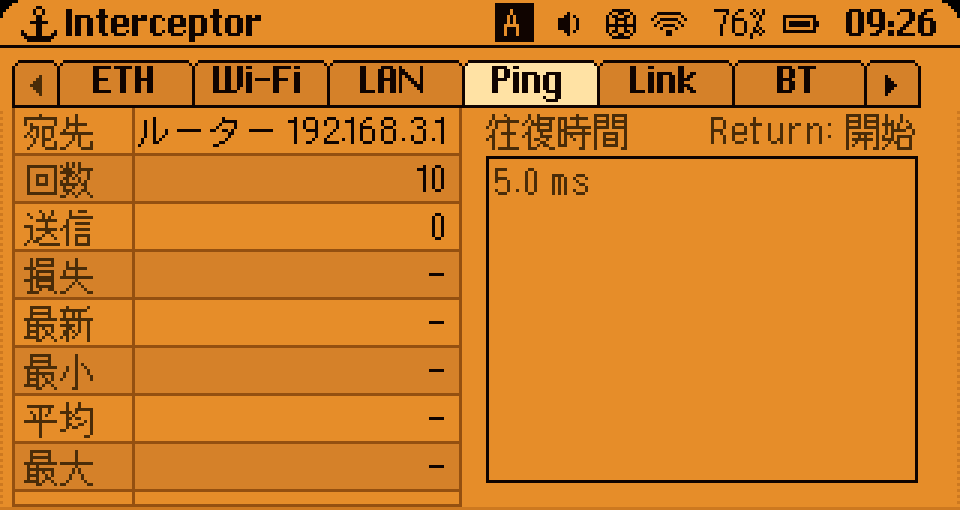 Interceptor A 76% 09:26
ETH Wi-Fi LAN Ping Link BT
宛先 ルーター 192.168.3.1
回数 10
送信 0
損失 -
最新 -
最小 -
平均 -
最大 -
往復時間 Return: 開始
5.0 ms